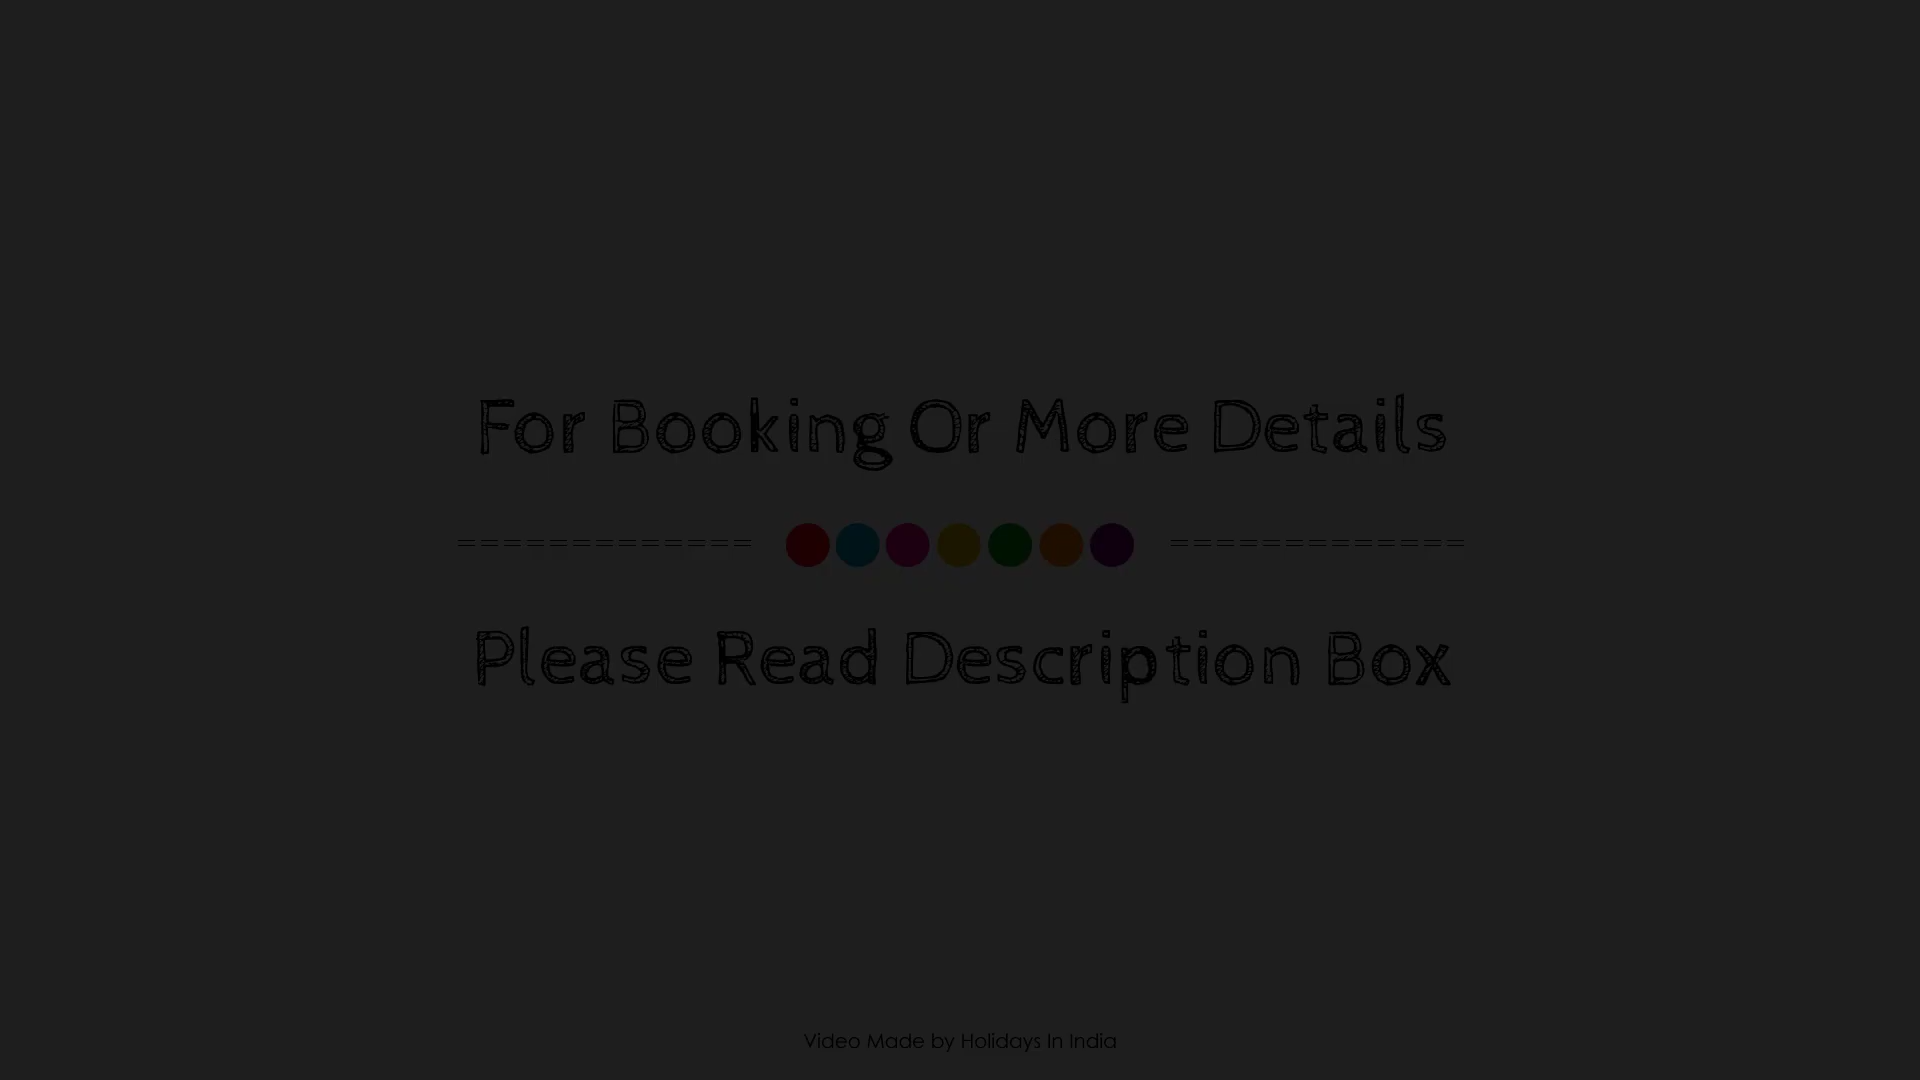 For Booking Or More Details
============= =============
Please Read Description Box
Video Made by Holidays In India